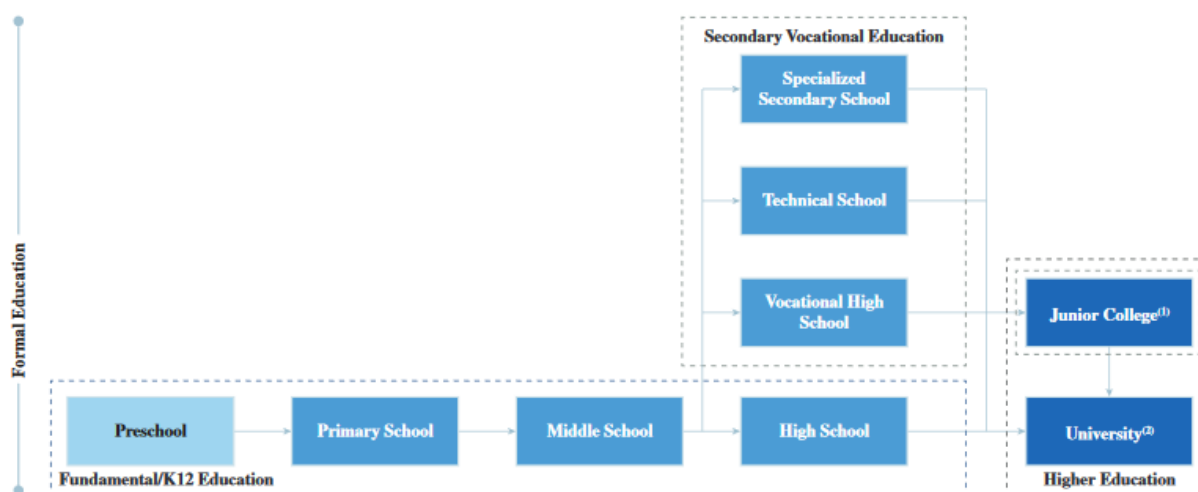 Secondary Vocational Education
Specialized
Secondary School
Technical School
Vocational High
School
Junior College(1)
Formal Education
Preschool
Primary School
Middle School
High School
University(2)
Fundamental/K12 Education
Higher Education